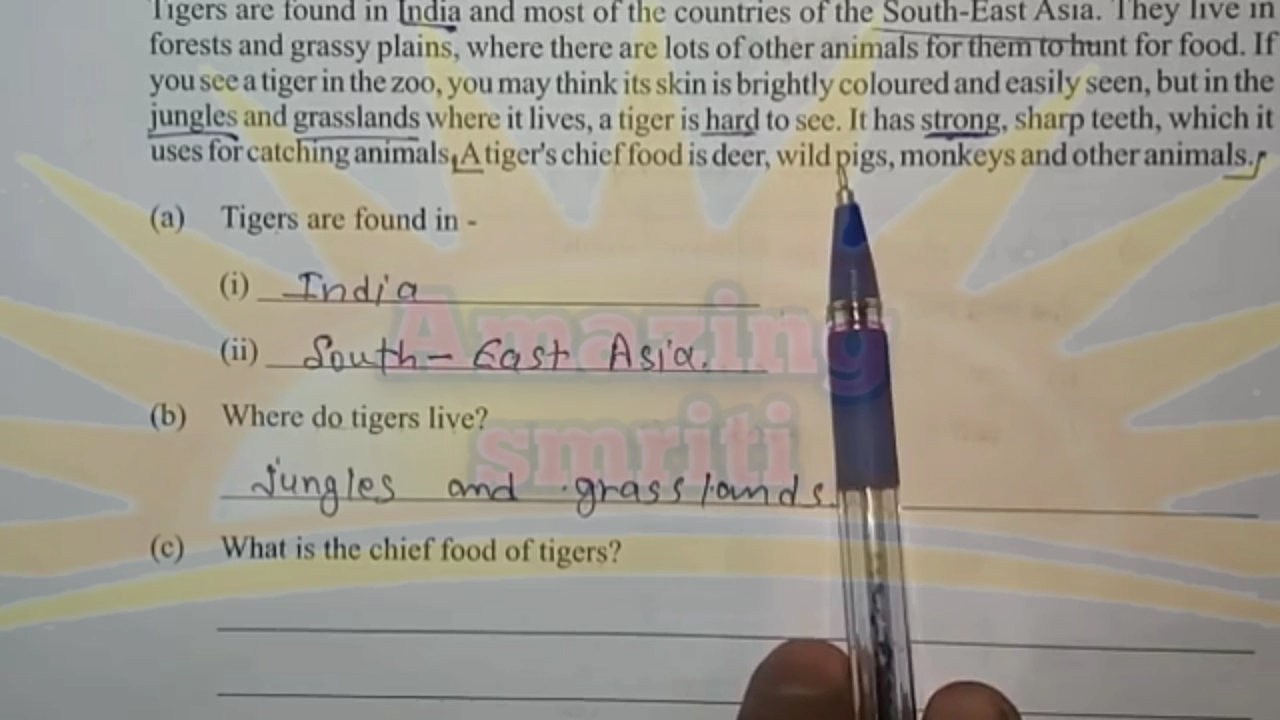 Tigers are found in India and most of the countries of the South-East Asia. They live in
forests and grassy plains, where there are lots of other animals for them to hunt for food. If
you see a tiger in the zoo, you may think its skin is brightly coloured and easily seen, but in the
jungles and grasslands where it lives, a tiger is hard to see. It has strong, sharp teeth, which it
uses for catching animals. A tiger's chief food is deer, wild pigs, monkeys and other animals.
(a) Tigers are found in -
(i) India
(ii) South-East Asia.
Amazing
(b) Where do tigers live?
smriti
Jungles and grasslands
(c) What is the chief food of tigers?